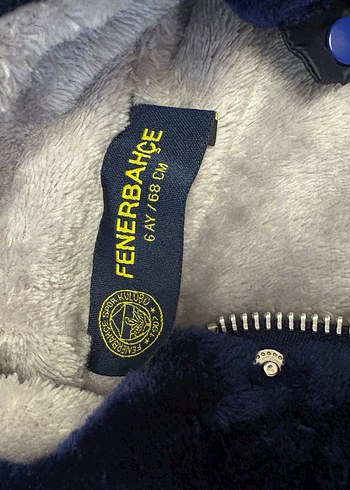 FENERBAHÇE
6 AY / 68 CM
FENERBAHÇE SPOR KULÜBÜ
1907